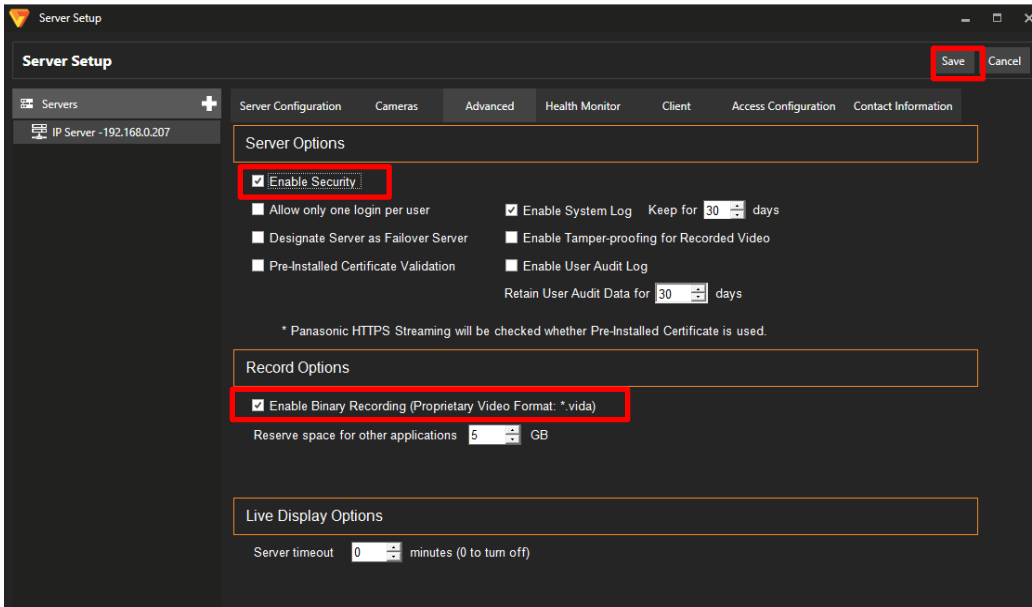 Server Setup
Server Setup
Save
Cancel
Servers
IP Server -192.168.0.207
Server Configuration
Cameras
Advanced
Health Monitor
Client
Access Configuration
Contact Information
Server Options
Enable Security
Allow only one login per user
Enable System Log Keep for 30 days
Designate Server as Failover Server
Enable Tamper-proofing for Recorded Video
Pre-Installed Certificate Validation
Enable User Audit Log
Retain User Audit Data for 30 days
* Panasonic HTTPS Streaming will be checked whether Pre-Installed Certificate is used.
Record Options
Enable Binary Recording (Proprietary Video Format: *.vida)
Reserve space for other applications 5 GB
Live Display Options
Server timeout 0 minutes (0 to turn off)